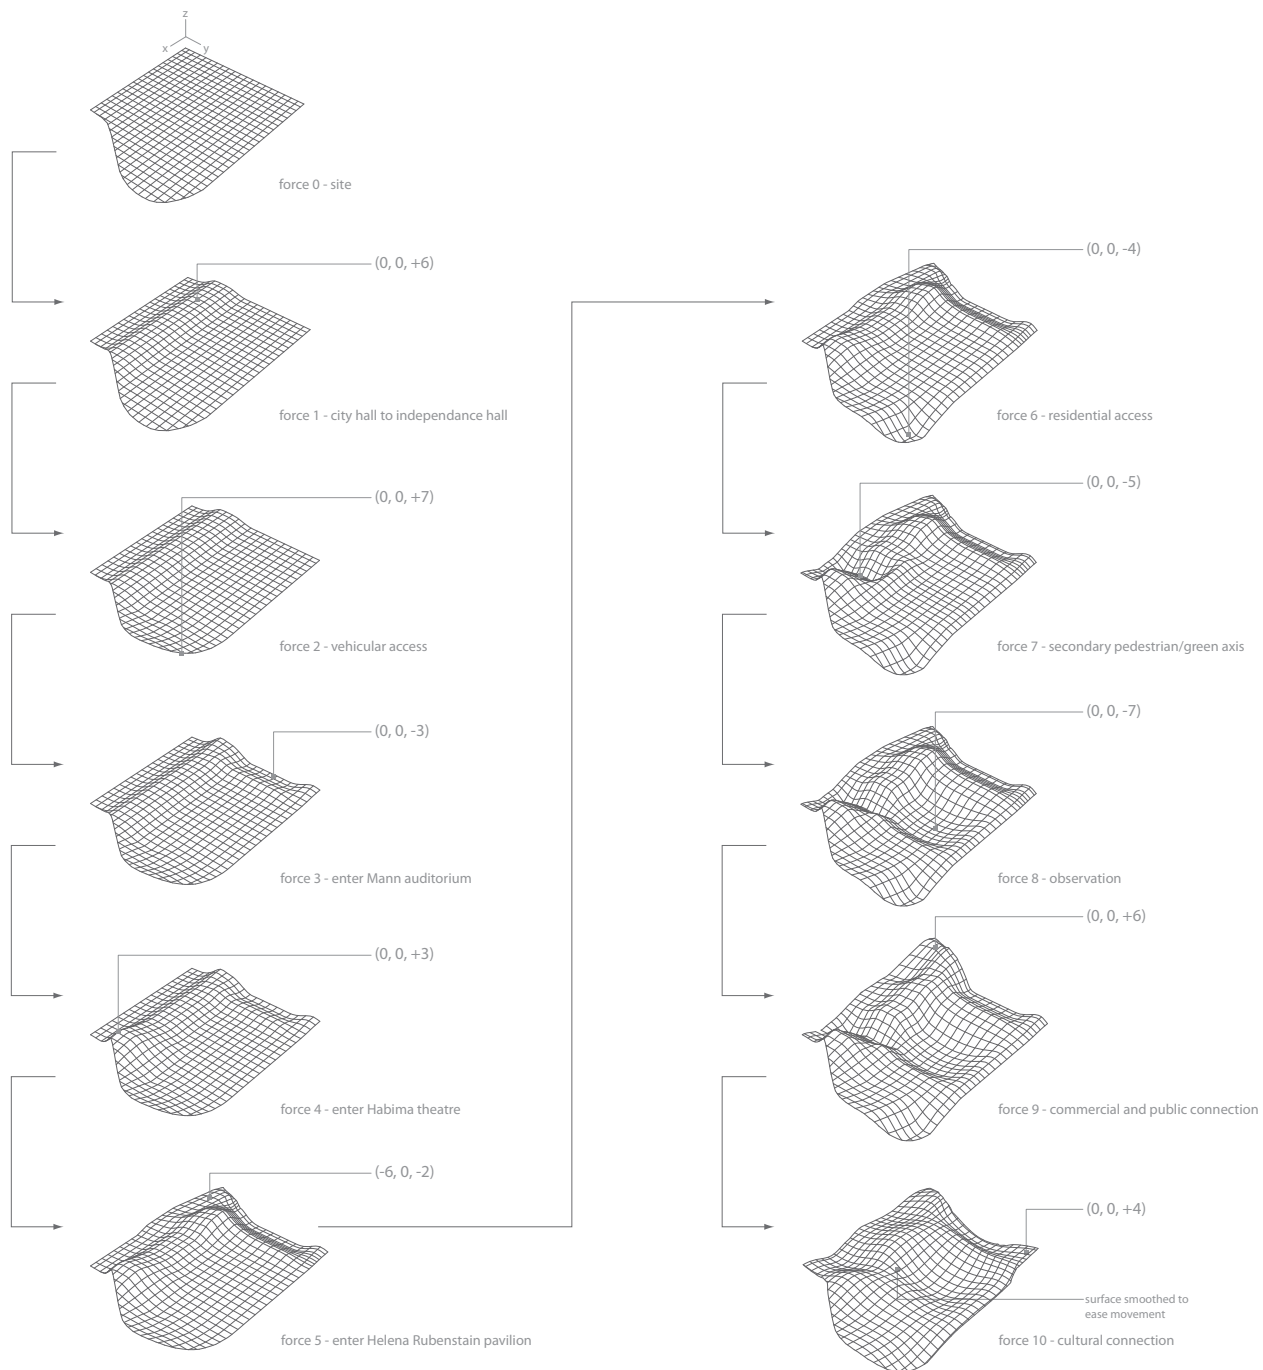 z
x
y
force 0 - site
(0, 0, +6)
force 1 - city hall to independance hall
(0, 0, +7)
force 2 - vehicular access
(0, 0, -3)
force 3 - enter Mann auditorium
(0, 0, +3)
force 4 - enter Habima theatre
(-6, 0, -2)
force 5 - enter Helena Rubenstain pavilion
(0, 0, -4)
force 6 - residential access
(0, 0, -5)
force 7 - secondary pedestrian/green axis
(0, 0, -7)
force 8 - observation
(0, 0, +6)
force 9 - commercial and public connection
(0, 0, +4)
surface smoothed to
ease movement
force 10 - cultural connection